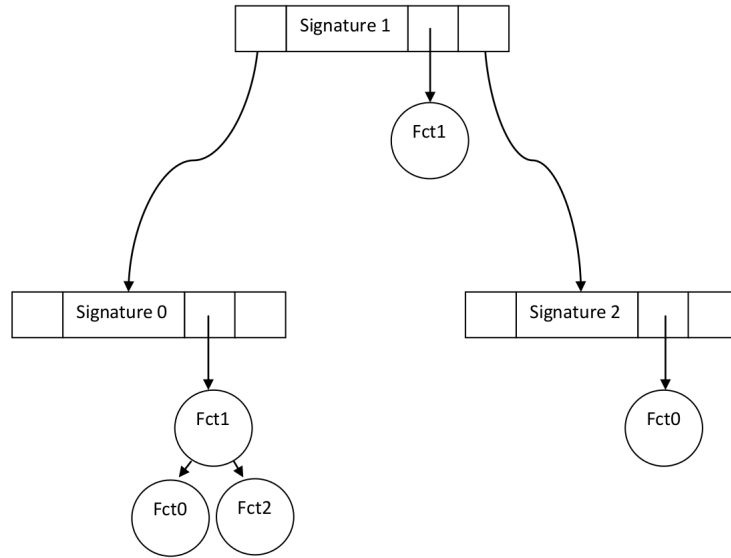 Signature 1
Fct1
Signature 0
Signature 2
Fct1
Fct0
Fct0
Fct2